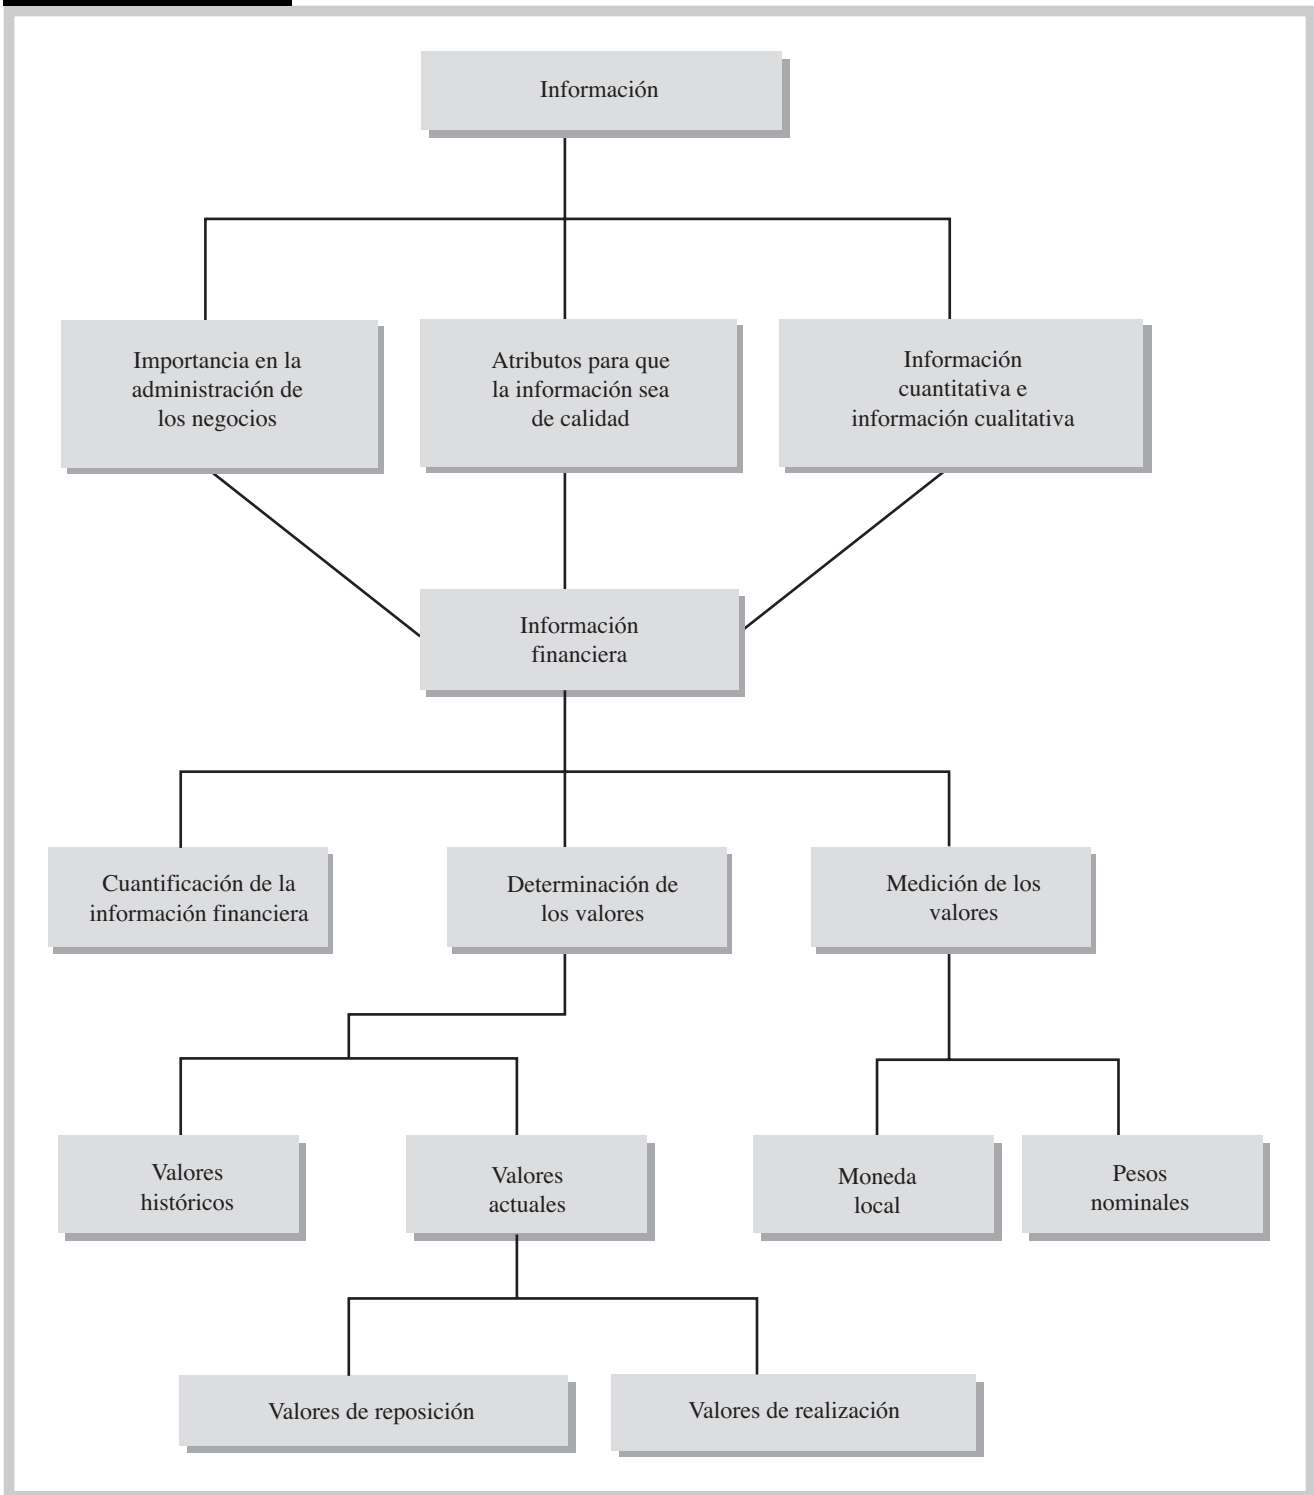 Información
Importancia en la
administración de
los negocios
Atributos para que
la información sea
de calidad
Información
cuantitativa e
información cualitativa
Información
financiera
Cuantificación de la
información financiera
Determinación de
los valores
Medición de los
valores
Valores
históricos
Valores
actuales
Moneda
local
Pesos
nominales
Valores de reposición
Valores de realización